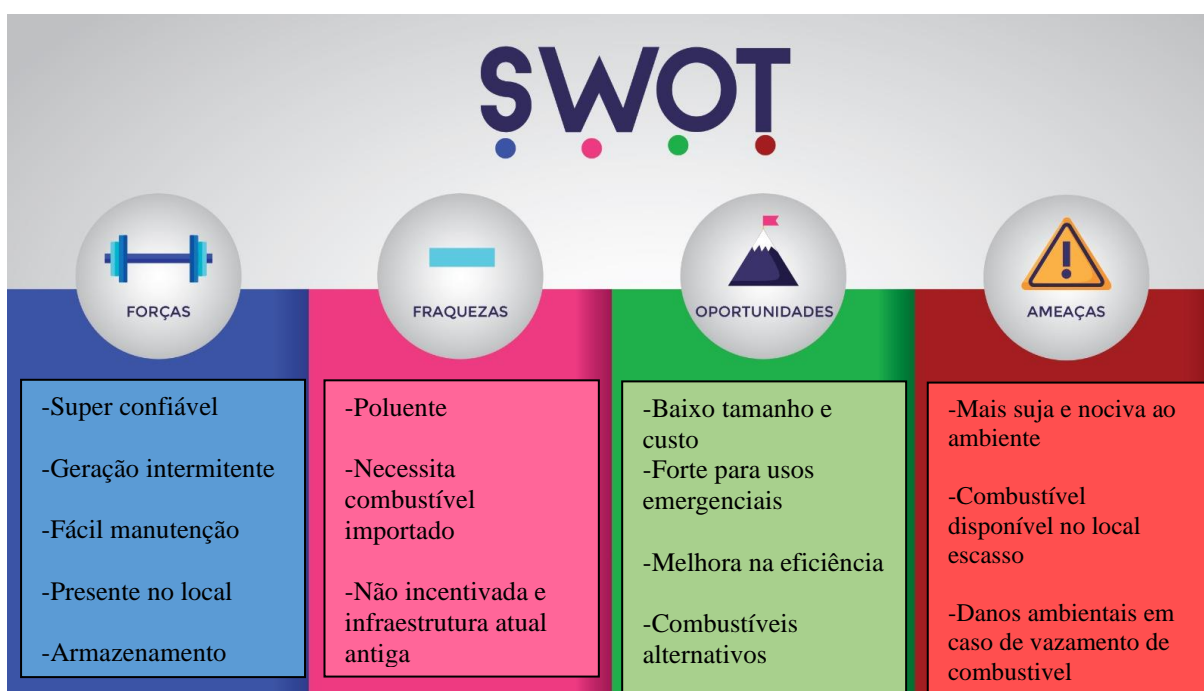 SWOT
FORÇAS
FRAQUEZAS
OPORTUNIDADES
AMEAÇAS
-Super confiável
-Geração intermitente
-Fácil manutenção
-Presente no local
-Armazenamento
-Poluente
-Necessita
combustível
importado
-Não incentivada e
infraestrutura atual
antiga
-Baixo tamanho e
custo
-Forte para usos
emergenciais
-Melhora na eficiência
-Combustíveis
alternativos
-Mais suja e nociva ao
ambiente
-Combustível
disponível no local
escasso
-Danos ambientais em
caso de vazamento de
combustivel